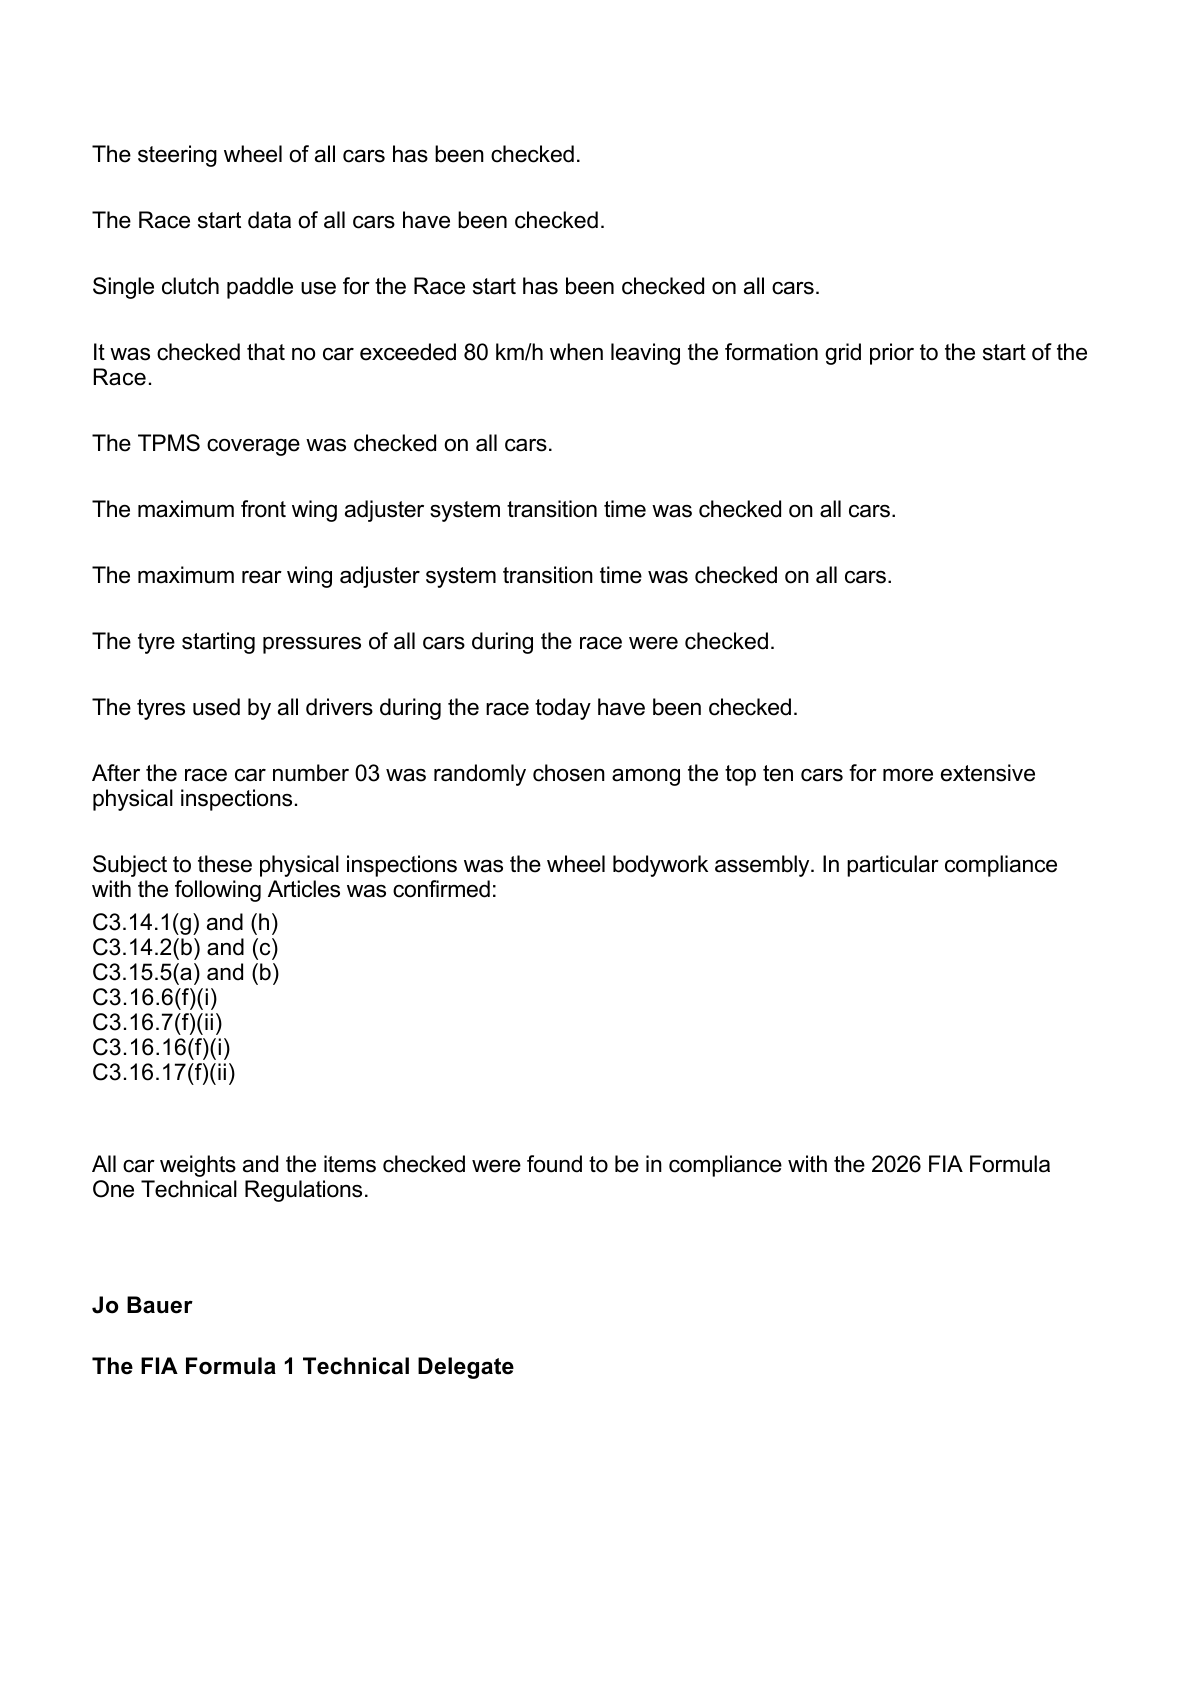 The steering wheel of all cars has been checked.
The Race start data of all cars have been checked.
Single clutch paddle use for the Race start has been checked on all cars.
It was checked that no car exceeded 80 km/h when leaving the formation grid prior to the start of the
Race.
The TPMS coverage was checked on all cars.
The maximum front wing adjuster system transition time was checked on all cars.
The maximum rear wing adjuster system transition time was checked on all cars.
The tyre starting pressures of all cars during the race were checked.
The tyres used by all drivers during the race today have been checked.
After the race car number 03 was randomly chosen among the top ten cars for more extensive
physical inspections.
Subject to these physical inspections was the wheel bodywork assembly. In particular compliance
with the following Articles was confirmed:
C3.14.1(g) and (h)
C3.14.2(b) and (c)
C3.15.5(a) and (b)
C3.16.6(f)(i)
C3.16.7(f)(ii)
C3.16.16(f)(i)
C3.16.17(f)(ii)
All car weights and the items checked were found to be in compliance with the 2026 FIA Formula
One Technical Regulations.
Jo Bauer
The FIA Formula 1 Technical Delegate